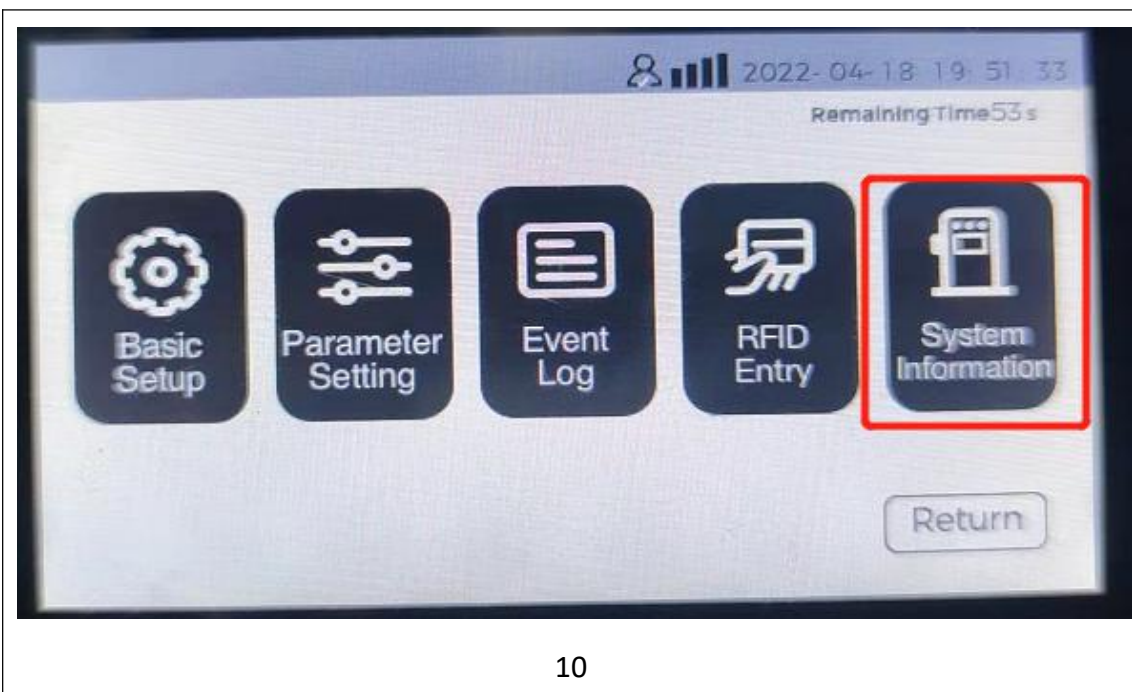 2022-04-18 19:51:33
Remaining Time53s
Basic
Setup
Parameter
Setting
Event
Log
RFID
Entry
System
Information
Return
10